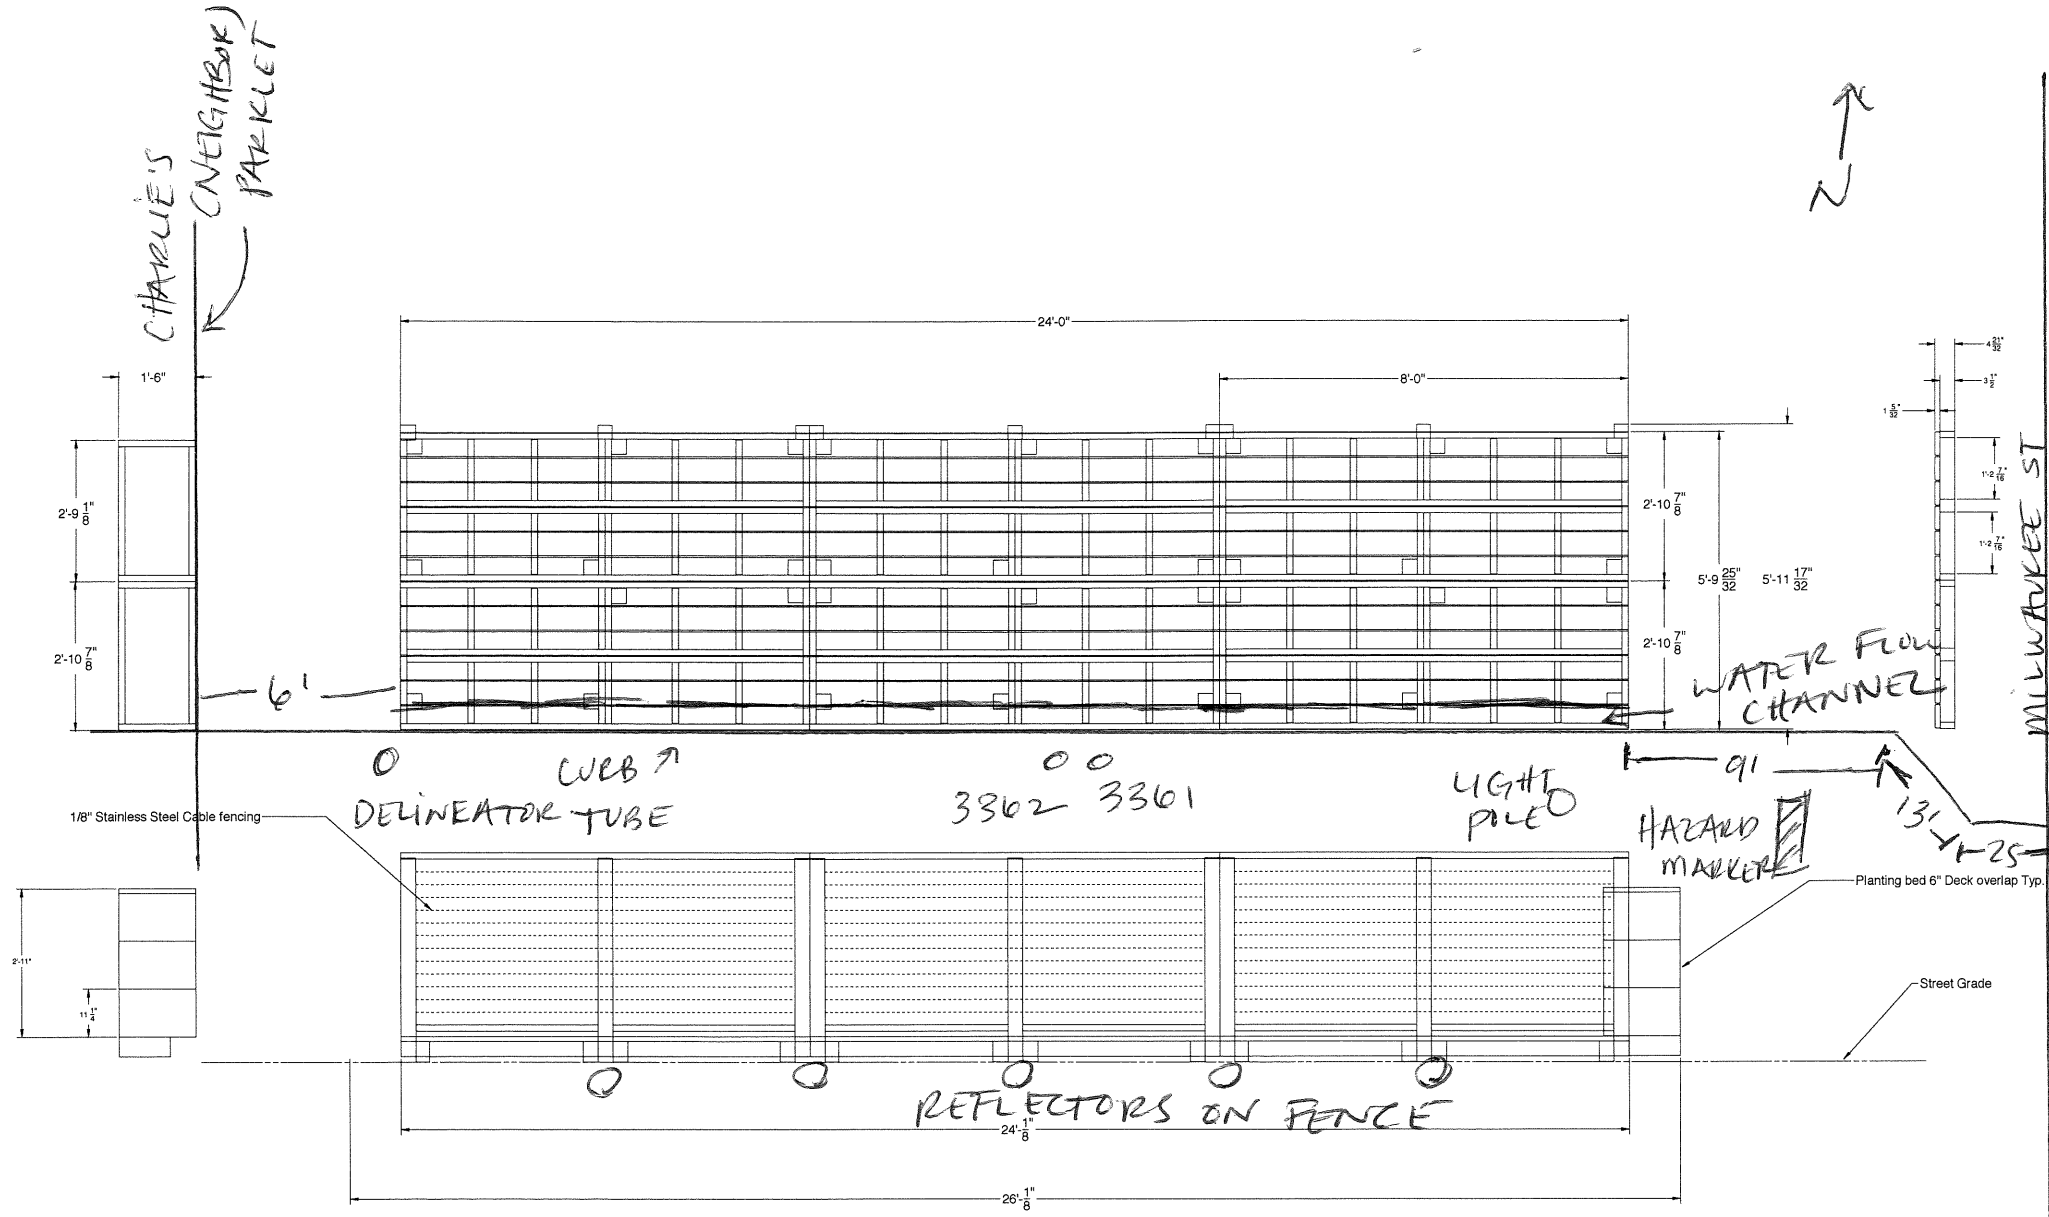 CHARLIE'S
(NEIGHBOR)
PARKLET
N
24'-0"
8'-0"
1'-6"
4 21/32"
3 1/2"
1 5/32"
2'-9 1/8"
2'-10 7/8"
2'-10 7/8"
2'-10 7/8"
5'-9 25/32"
5'-11 17/32"
1'-2 7/16"
1'-2 7/16"
MILWAUKEE ST
WATER FLOW
CHANNEL
6'
CURB
DELINEATOR TUBE
3362 3361
LIGHT
POLE
9'
13'
25
HAZARD
MARKER
1/8" Stainless Steel Cable fencing
Planting bed 6" Deck overlap Typ.
Street Grade
2'-11"
11 1/4"
REFLECTORS ON FENCE
24'-1/8"
26'-1/8"